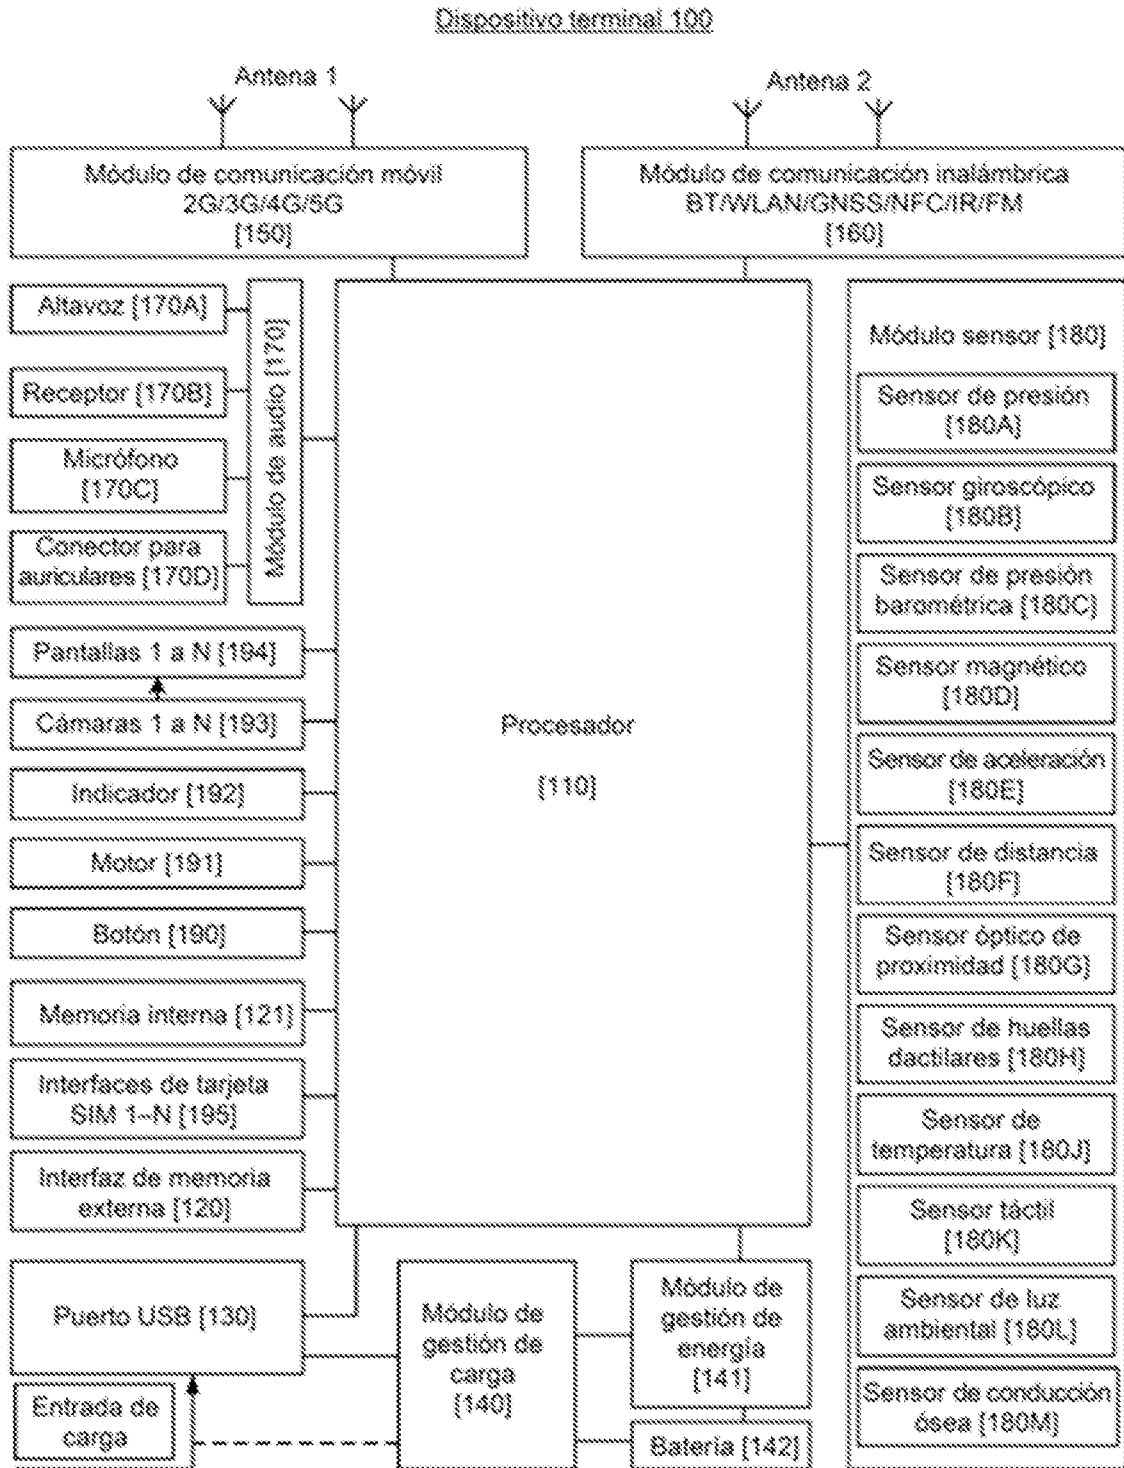 Dispositivo terminal 100
Antena 1
Antena 2
Módulo de comunicación móvil
2G/3G/4G/5G
[150]
Módulo de comunicación inalámbrica
BT/WLAN/GNSS/NFC/IR/FM
[160]
Altavoz [170A]
Receptor [170B]
Micrófono
[170C]
Conector para
auriculares [170D]
Módulo de audio [170]
Pantallas 1 a N [194]
Cámaras 1 a N [193]
Indicador [192]
Motor [191]
Botón [190]
Memoria interna [121]
Interfaces de tarjeta
SIM 1–N [195]
Interfaz de memoria
externa [120]
Procesador
[110]
Módulo sensor [180]
Sensor de presión
[180A]
Sensor giroscópico
[180B]
Sensor de presión
barométrica [180C]
Sensor magnético
[180D]
Sensor de aceleración
[180E]
Sensor de distancia
[180F]
Sensor óptico de
proximidad [180G]
Sensor de huellas
dactilares [180H]
Sensor de
temperatura [180J]
Sensor táctil
[180K]
Sensor de luz
ambiental [180L]
Sensor de conducción
ósea [180M]
Puerto USB [130]
Entrada de
carga
Módulo de
gestión de
carga
[140]
Módulo de
gestión de
energía
[141]
Batería [142]